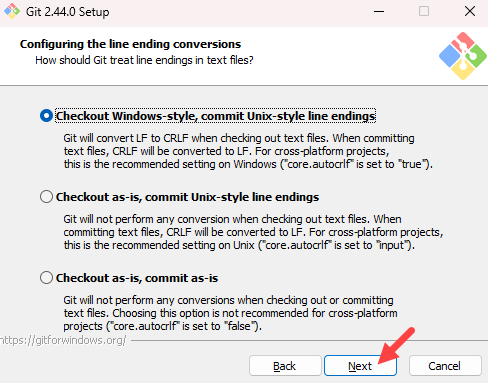 Git 2.44.0 Setup
Configuring the line ending conversions
How should Git treat line endings in text files?
Checkout Windows-style, commit Unix-style line endings
Git will convert LF to CRLF when checking out text files. When committing
text files, CRLF will be converted to LF. For cross-platform projects,
this is the recommended setting on Windows ("core.autocrlf" is set to "true").
Checkout as-is, commit Unix-style line endings
Git will not perform any conversion when checking out text files. When
committing text files, CRLF will be converted to LF. For cross-platform projects,
this is the recommended setting on Unix ("core.autocrlf" is set to "input").
Checkout as-is, commit as-is
Git will not perform any conversions when checking out or committing
text files. Choosing this option is not recommended for cross-platform
projects ("core.autocrlf" is set to "false").
https://gitforwindows.org/
Back
Next
Cancel